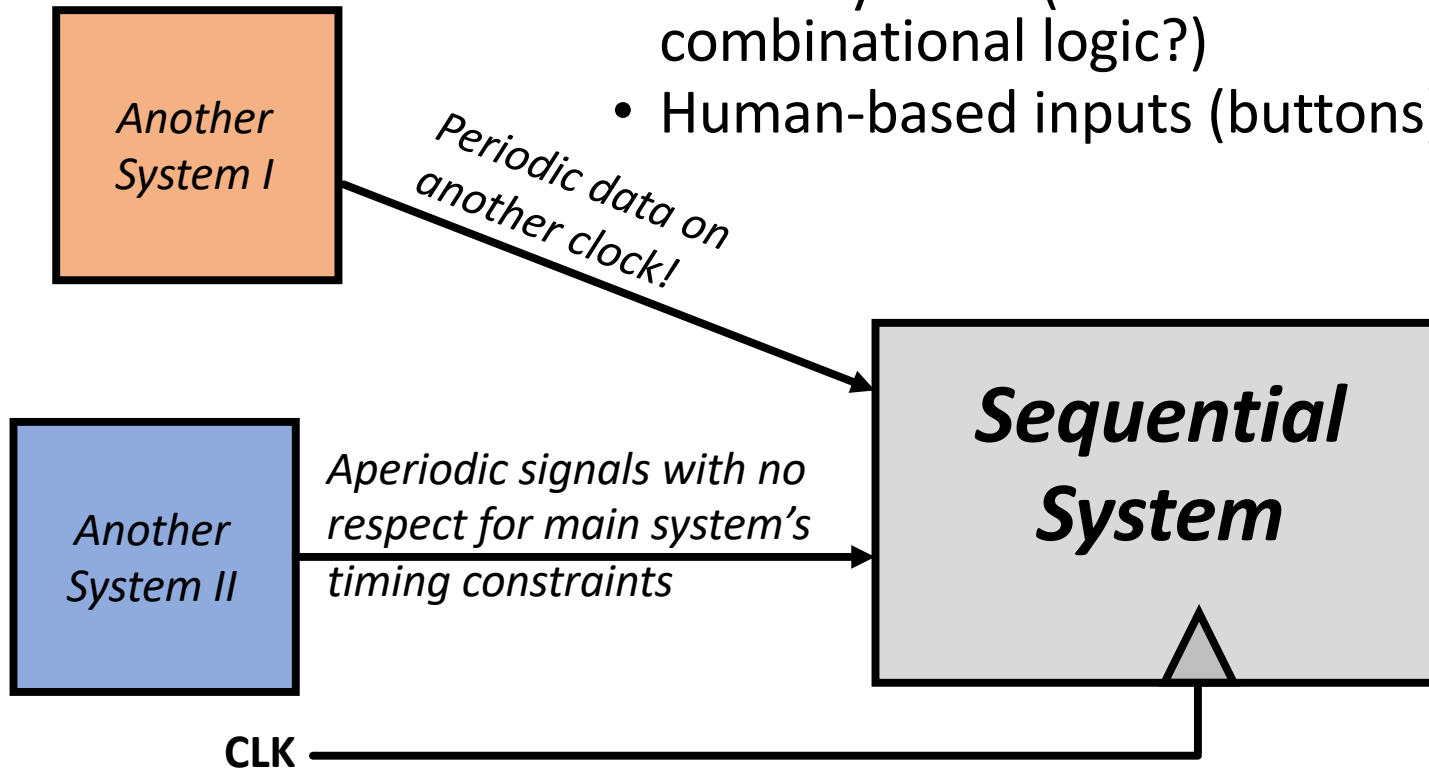 combinational logic?)
• Human-based inputs (buttons)
Another
System I
Periodic data on
another clock!
Sequential
System
Aperiodic signals with no
respect for main system's
timing constraints
Another
System II
CLK